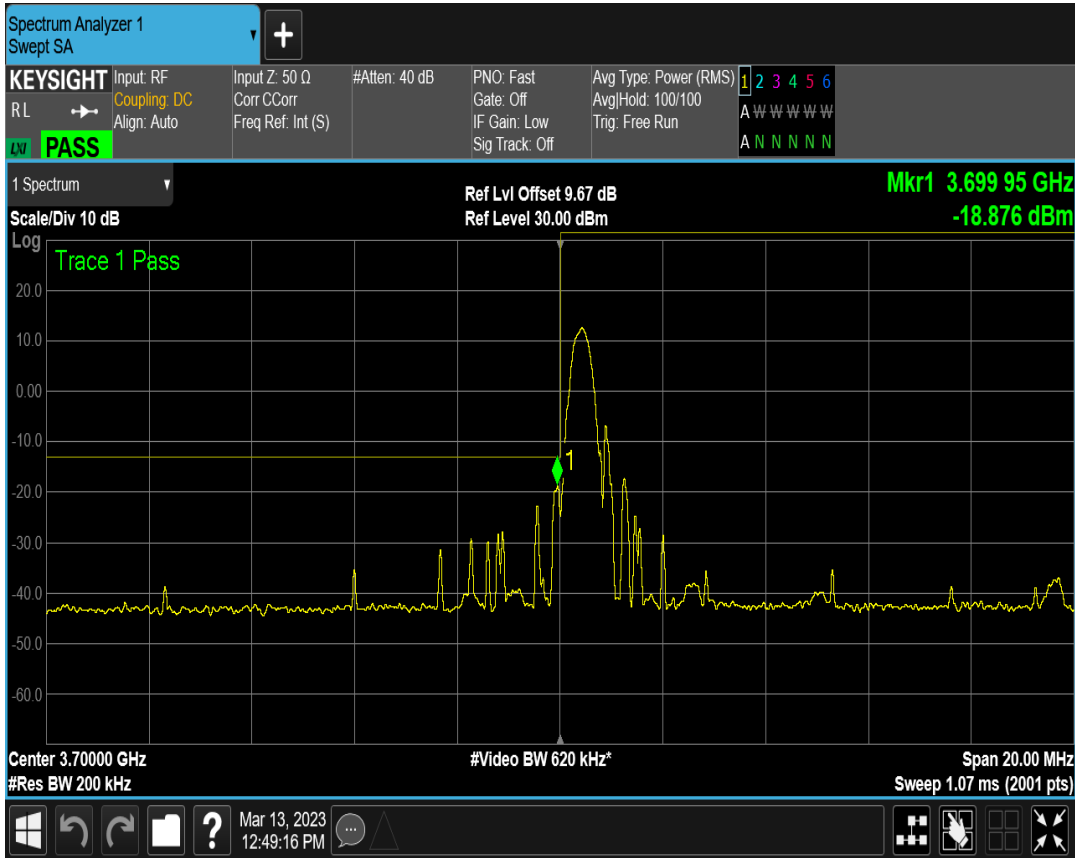 Spectrum Analyzer 1
Swept SA
+
KEYSIGHT
RL
LXI PASS
Input: RF
Coupling: DC
Align: Auto
Input Z: 50 Ω
Corr CCorr
Freq Ref: Int (S)
#Atten: 40 dB
PNO: Fast
Gate: Off
IF Gain: Low
Sig Track: Off
Avg Type: Power (RMS)
Avg|Hold: 100/100
Trig: Free Run
1 2 3 4 5 6
A W W W W W
A N N N N N
1 Spectrum
Scale/Div 10 dB
Ref Lvl Offset 9.67 dB
Ref Level 30.00 dBm
Mkr1 3.699 95 GHz
-18.876 dBm
Log
Trace 1 Pass
20.0
10.0
0.00
-10.0
1
-20.0
-30.0
-40.0
-50.0
-60.0
Center 3.70000 GHz
#Res BW 200 kHz
#Video BW 620 kHz*
Span 20.00 MHz
Sweep 1.07 ms (2001 pts)
?
Mar 13, 2023
12:49:16 PM